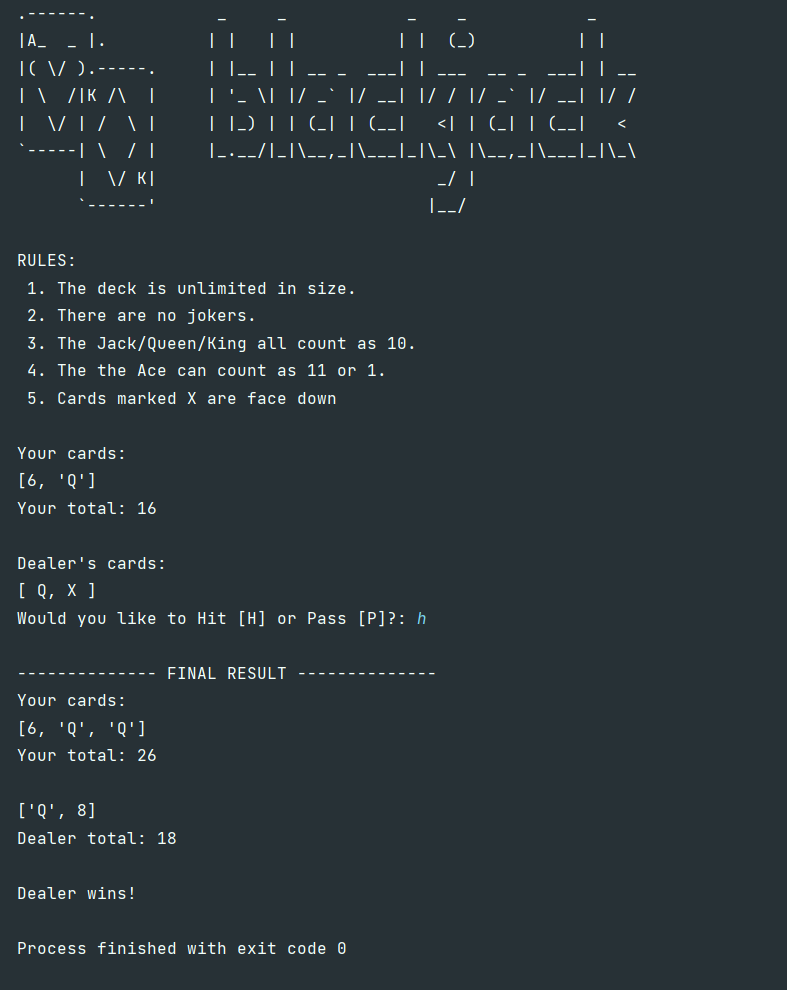 .------.            _     _            _    _            _
|A_  _ |.          | |   | |          | |  (_)          | |
|( \/ ).-----.     | |__ | | __ _  ___| | ___  __ _  ___| | __
| \  /|K /\  |     | '_ \| |/ _` |/ __| |/ / |/ _` |/ __| |/ /
|  \/ | /  \ |     | |_) | | (_| | (__|   <| | (_| | (__|   <
`-----| \  / |     |_.__/|_|\__,_|\___|_|\_\ |\__,_|\___|_|\_\
      |  \/ K|                            _/ |
      `------'                           |__/
RULES:
1. The deck is unlimited in size.
2. There are no jokers.
3. The Jack/Queen/King all count as 10.
4. The the Ace can count as 11 or 1.
5. Cards marked X are face down
Your cards:
[6, 'Q']
Your total: 16
Dealer's cards:
[ Q, X ]
Would you like to Hit [H] or Pass [P]?: h
-------------- FINAL RESULT --------------
Your cards:
[6, 'Q', 'Q']
Your total: 26
['Q', 8]
Dealer total: 18
Dealer wins!
Process finished with exit code 0